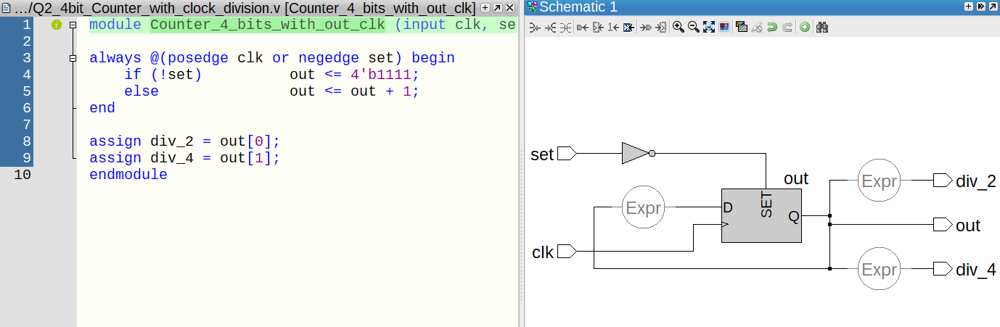 .../Q2_4bit_Counter_with_clock_division.v [Counter_4_bits_with_out_clk]
1 module Counter_4_bits_with_out_clk (input clk, se
2
3 always @(posedge clk or negedge set) begin
4 if (!set) out <= 4'b1111;
5 else out <= out + 1;
6 end
7
8 assign div_2 = out[0];
9 assign div_4 = out[1];
10 endmodule
Schematic 1
set
out
Expr
div_2
Expr
D
SET
Q
out
clk
Expr
div_4